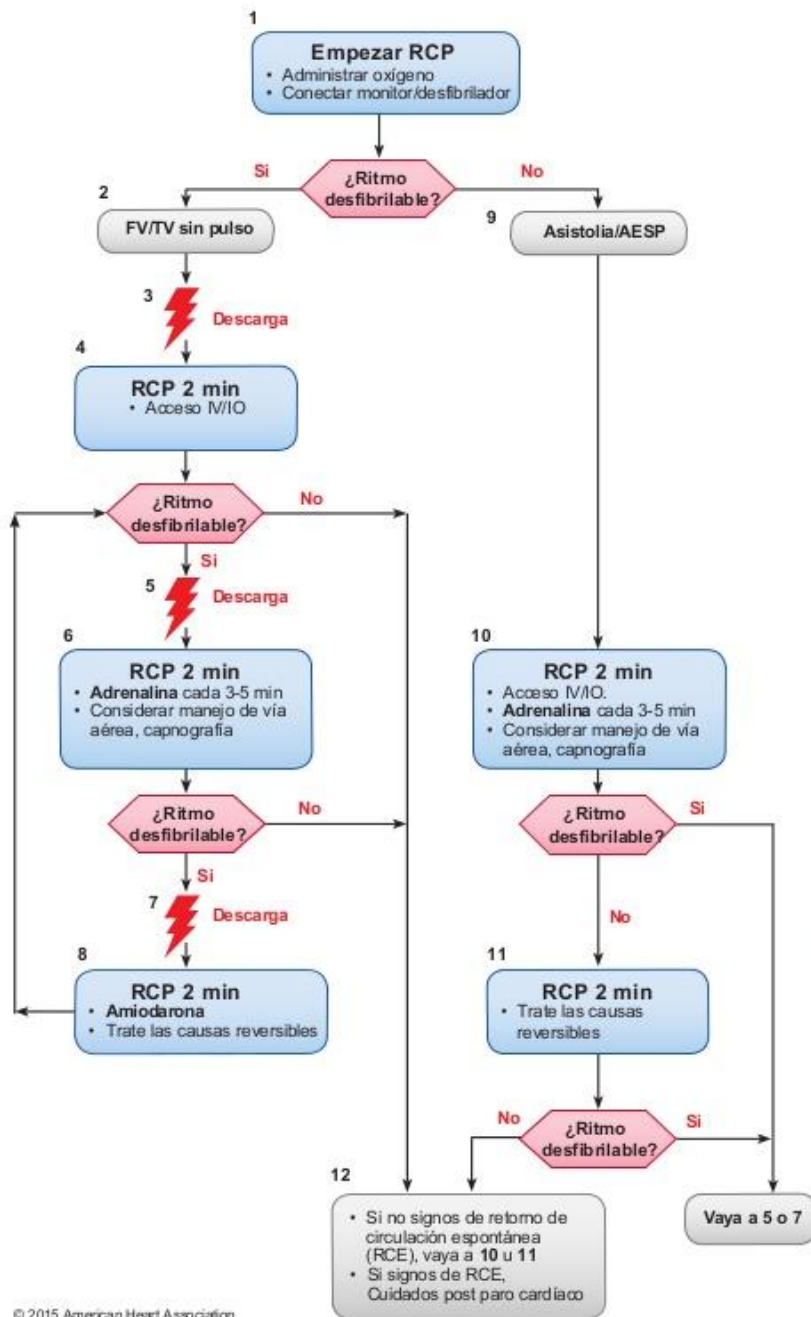 1
Empezar RCP
• Administrar oxígeno
• Conectar monitor/desfibrilador
¿Ritmo
desfibrilable?
Si
No
2
FV/TV sin pulso
9
Asistolia/AESP
3
Descarga
4
RCP 2 min
• Acceso IV/IO
¿Ritmo
desfibrilable?
No
Si
5
Descarga
6
RCP 2 min
• Adrenalina cada 3-5 min
• Considerar manejo de vía
aérea, capnografía
¿Ritmo
desfibrilable?
No
Si
7
Descarga
8
RCP 2 min
• Amiodarona
• Trate las causas reversibles
10
RCP 2 min
• Acceso IV/IO.
• Adrenalina cada 3-5 min
• Considerar manejo de vía
aérea, capnografía
¿Ritmo
desfibrilable?
Si
No
11
RCP 2 min
• Trate las causas
reversibles
¿Ritmo
desfibrilable?
No
Si
12
• Si no signos de retorno de
circulación espontánea
(RCE), vaya a 10 u 11
• Si signos de RCE,
Cuidados post paro cardíaco
Vaya a 5 o 7
© 2015 American Heart Association